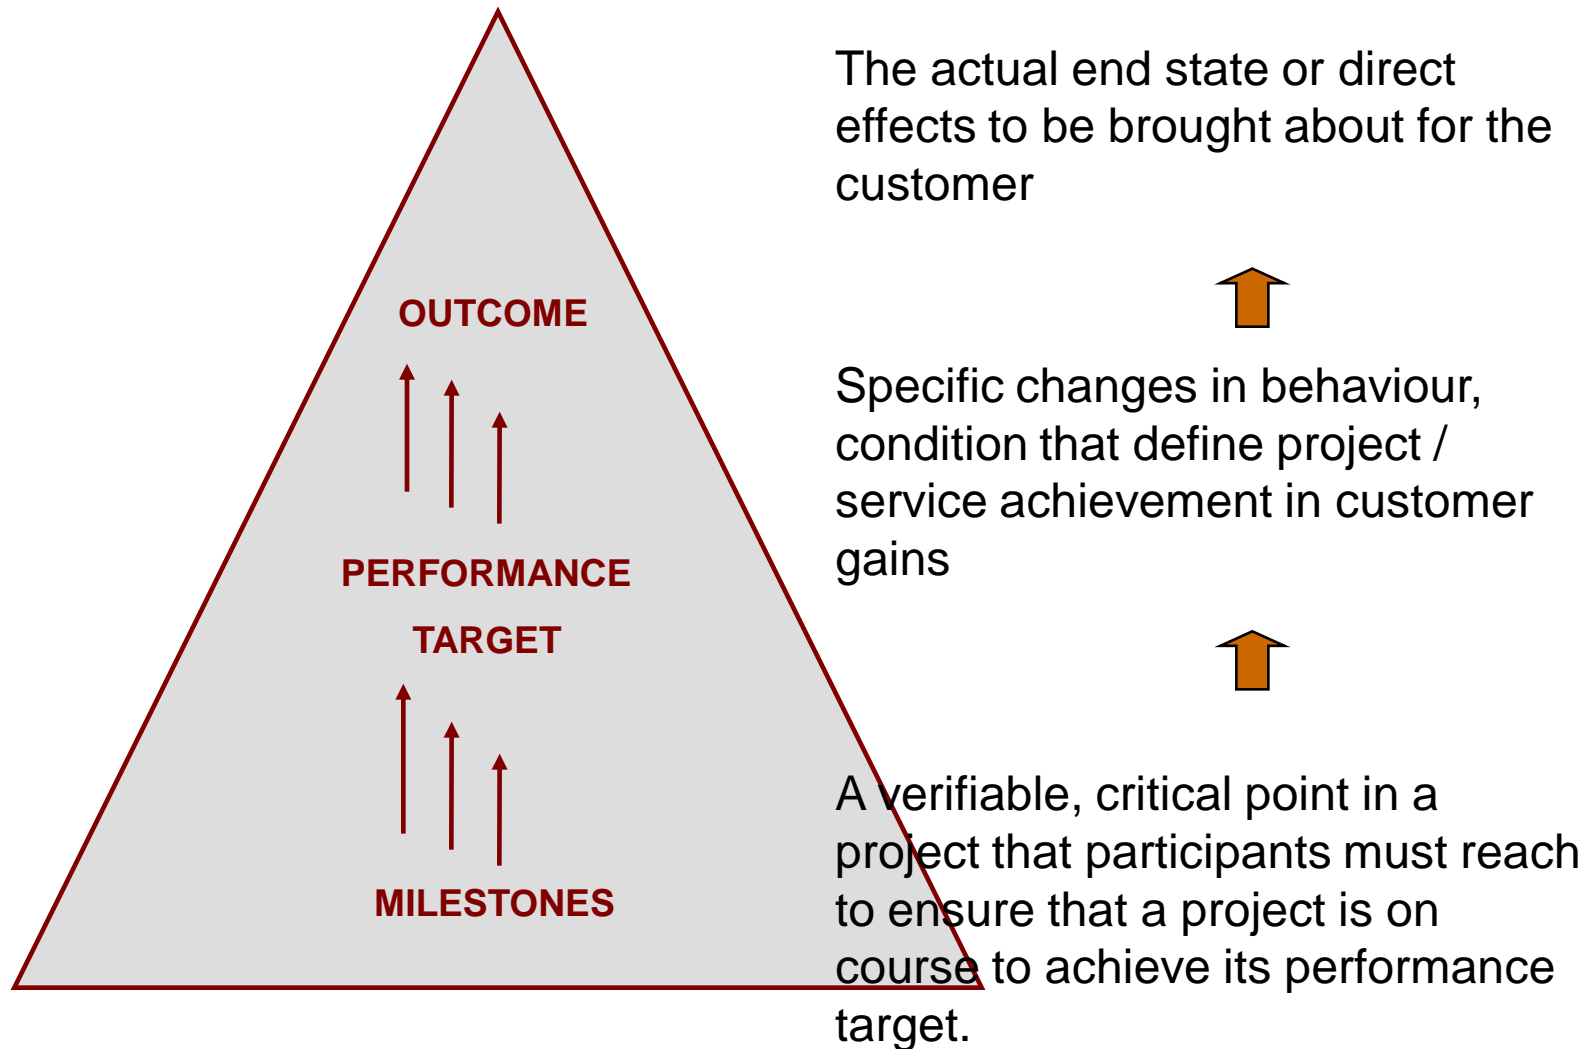 The actual end state or direct
effects to be brought about for the
customer
OUTCOME
Specific changes in behaviour,
condition that define project /
service achievement in customer
gains
PERFORMANCE
TARGET
A verifiable, critical point in a
project that participants must reach
to ensure that a project is on
course to achieve its performance
target.
MILESTONES